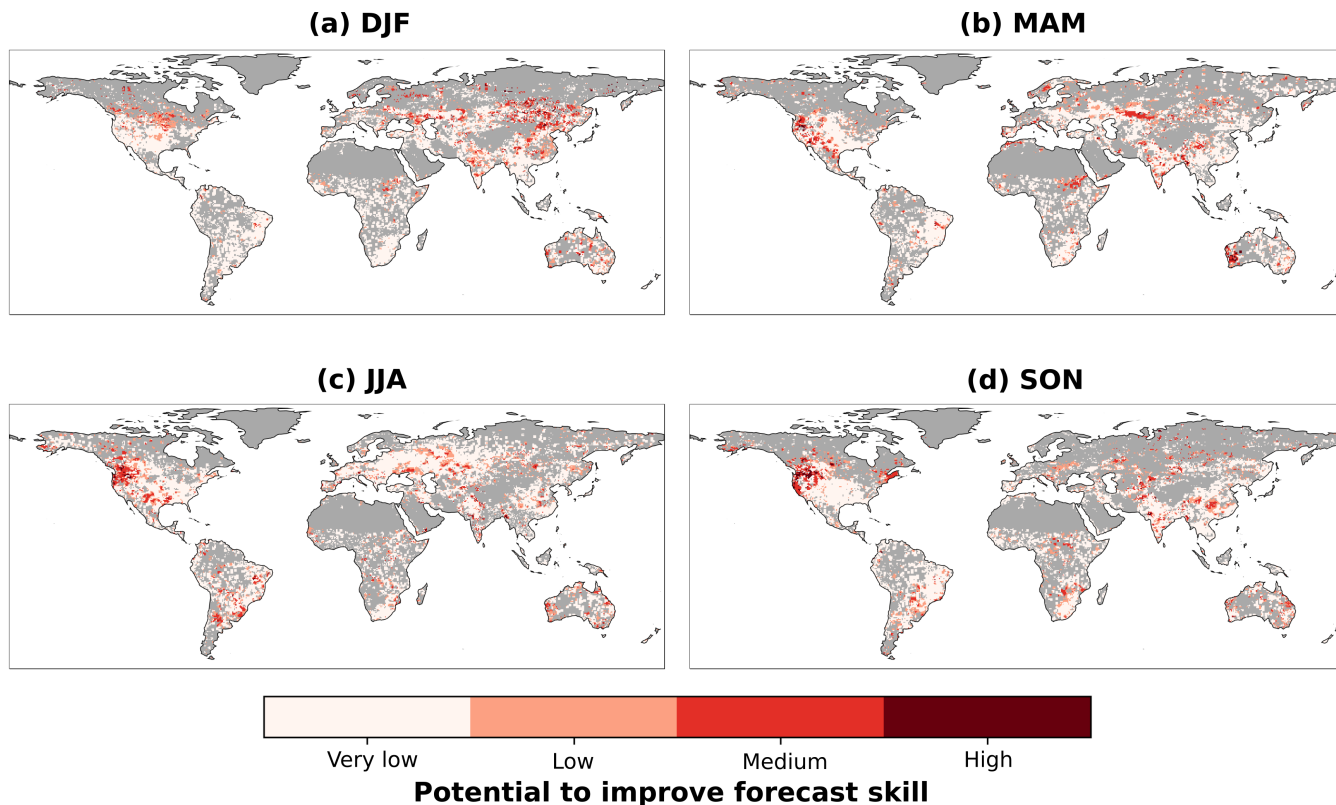 (a) DJF
(b) MAM
(c) JJA
(d) SON
Very low
Low
Medium
High
Potential to improve forecast skill